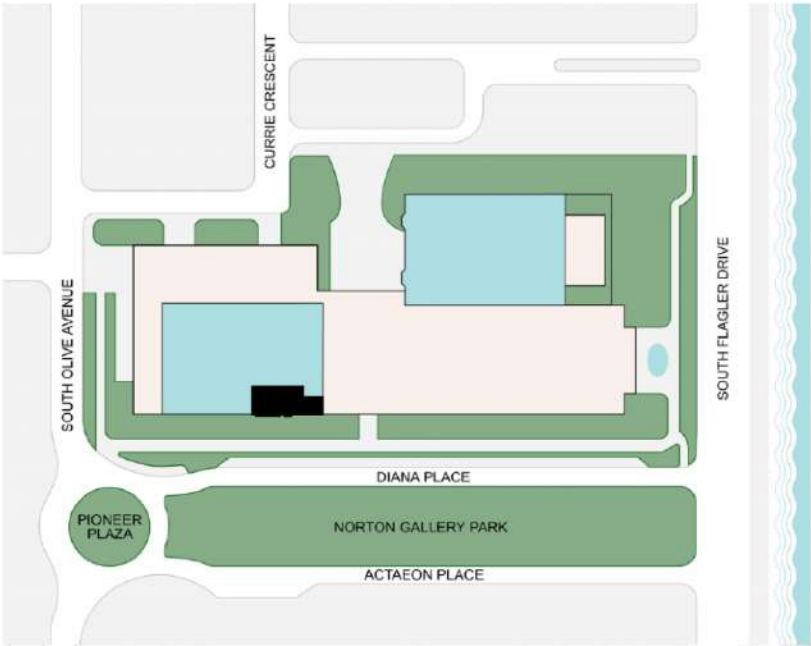 CURRIE CRESCENT
SOUTH OLIVE AVENUE
SOUTH FLAGLER DRIVE
DIANA PLACE
PIONEER
PLAZA
NORTON GALLERY PARK
ACTAEON PLACE